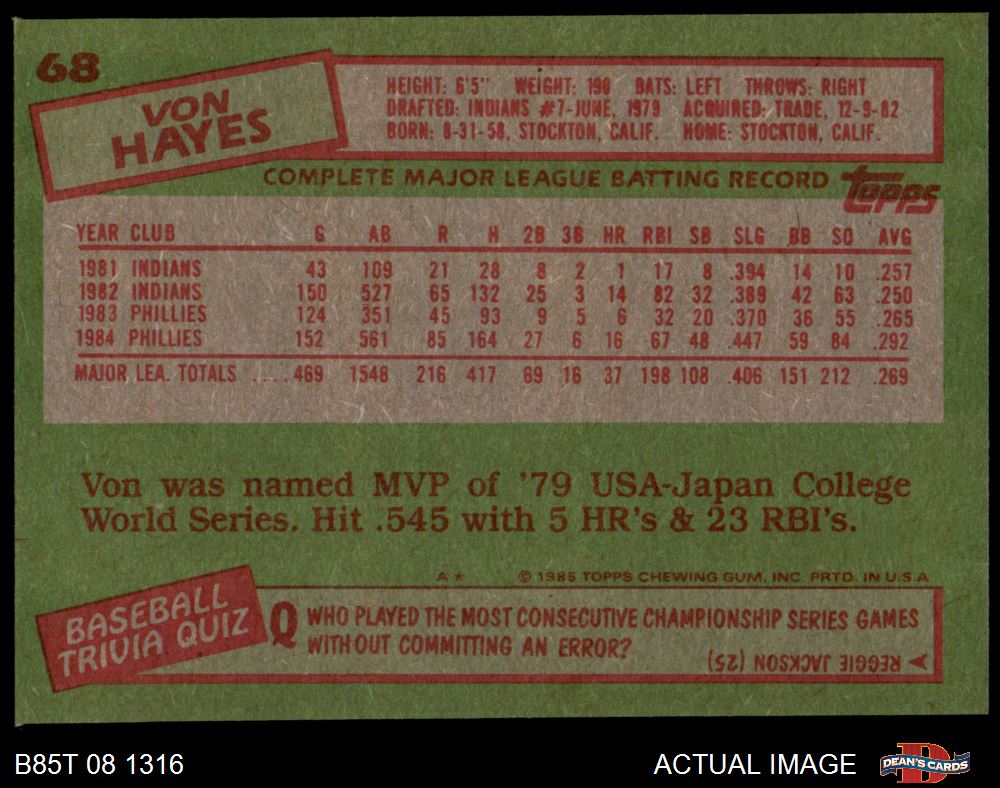 68
VON
HAYES
HEIGHT: 6'5" WEIGHT: 190 BATS: LEFT THROWS: RIGHT
DRAFTED: INDIANS #7-JUNE, 1979 ACQUIRED: TRADE, 12-9-82
BORN: 8-31-58, STOCKTON, CALIF. HOME: STOCKTON, CALIF.
COMPLETE MAJOR LEAGUE BATTING RECORD topps
YEAR CLUB G AB R H 2B 3B HR RBI SB SLG BB SO AVG
1981 INDIANS 43 109 21 28 8 2 1 17 8 .394 14 10 .257
1982 INDIANS 150 527 65 132 25 3 14 82 32 .389 42 63 .250
1983 PHILLIES 124 351 45 93 9 5 6 32 20 .370 36 55 .265
1984 PHILLIES 152 561 85 164 27 6 16 67 48 .447 59 84 .292
MAJOR LEA. TOTALS ....469 1548 216 417 69 16 37 198 108 .406 151 212 .269
Von was named MVP of '79 USA-Japan College
World Series. Hit .545 with 5 HR's & 23 RBI's.
A* © 1985 TOPPS CHEWING GUM, INC. PRTD. IN U.S.A
BASEBALL
TRIVIA QUIZ
Q WHO PLAYED THE MOST CONSECUTIVE CHAMPIONSHIP SERIES GAMES
WITHOUT COMMITTING AN ERROR?
REGGIE JACKSON (25)
B85T 08 1316 ACTUAL IMAGE DEAN'S CARDS